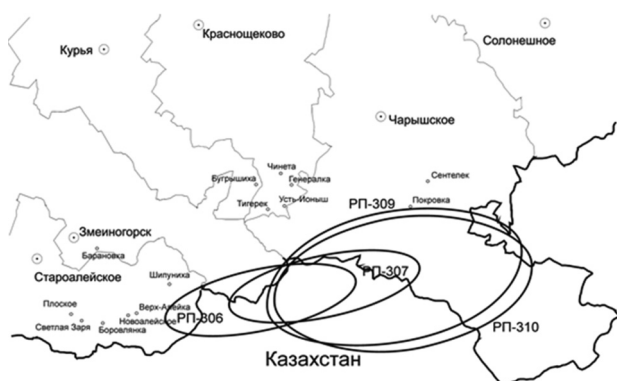 Краснощеково
Солонешное
Курья
Чарышское
Чинета
Бугрышиха
Генералка
Сентелек
Тигерек
Усть-Ионыш
РП-309
Покровка
Змеиногорск
Барановка
Староалейское
Шипуниха
РП-307
Плоское
Верх-Алейка
Светлая Заря
Новоалейское
РП-306
Боровлянка
РП-310
Казахстан